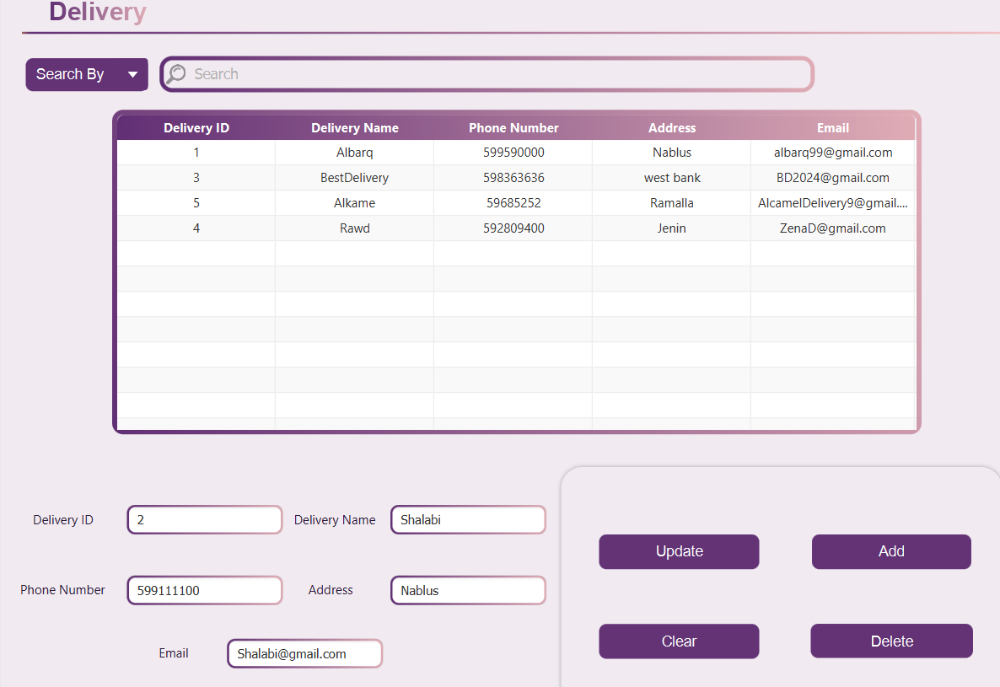 Delivery
Search By Search
Delivery ID Delivery Name Phone Number Address Email
1 Albarq 599590000 Nablus albarq99@gmail.com
3 BestDelivery 598363636 west bank BD2024@gmail.com
5 Alkame 59685252 Ramalla AlcamelDelivery9@gmail....
4 Rawd 592809400 Jenin ZenaD@gmail.com
Delivery ID 2 Delivery Name Shalabi
Update Add
Phone Number 599111100 Address Nablus
Clear Delete
Email Shalabi@gmail.com